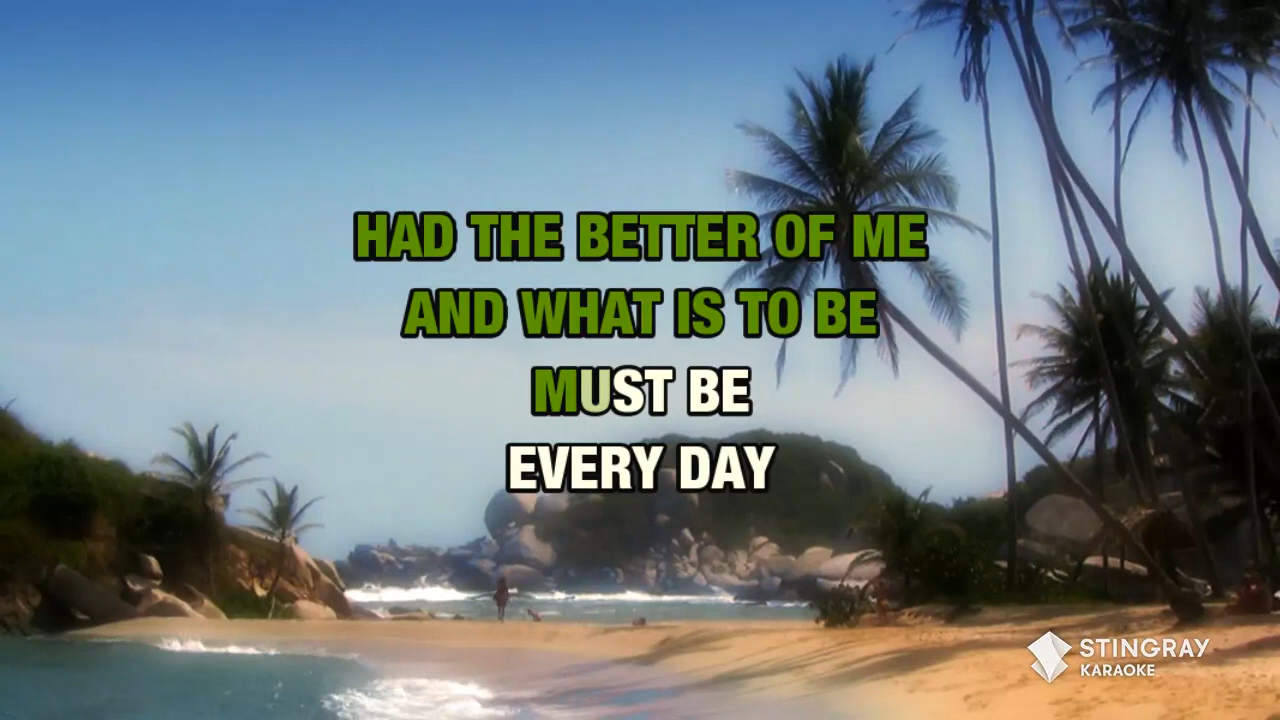 HAD THE BETTER OF ME
AND WHAT IS TO BE
MUST BE
EVERY DAY
STINGRAY
KARAOKE